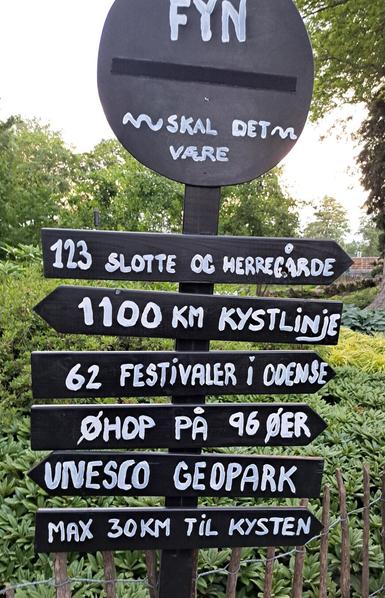 FYN
SKAL DET
VÆRE
123 SLOTTE OG HERREGÅRDE
1100 KM KYSTLINJE
62 FESTIVALER I ODENSE
ØHOP PÅ 96 ØER
UNESCO GEOPARK
MAX 30KM TIL KYSTEN